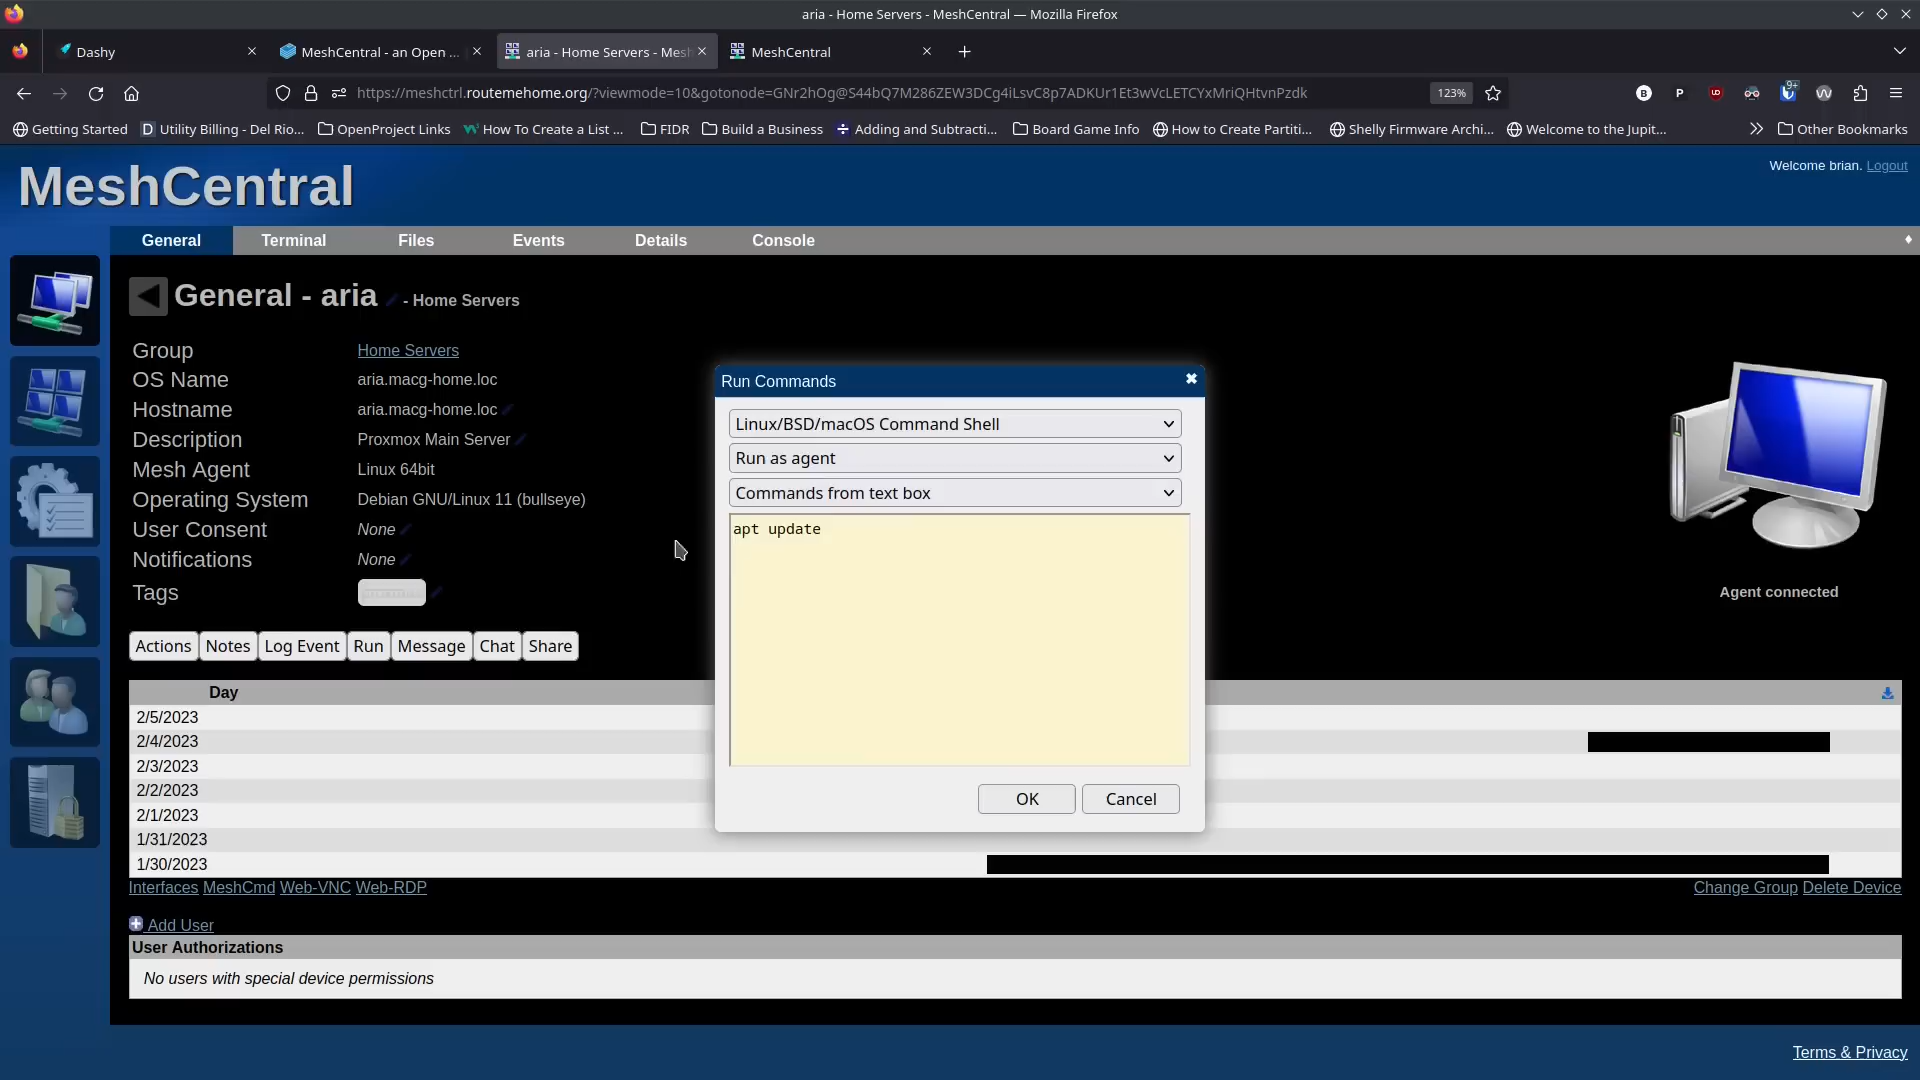 aria - Home Servers - MeshCentral — Mozilla Firefox
Dashy
MeshCentral - an Open ...
aria - Home Servers - Mesh
MeshCentral
https://meshctrl.routemehome.org/?viewmode=10&gotonode=GNr2hOg@S44bQ7M286ZEW3DCg4iLsvC8p7ADKUr1Et3wVcLETCYxMriQHtvnPzdk
123%
9+
Getting Started
Utility Billing - Del Rio...
OpenProject Links
How To Create a List ...
FIDR
Build a Business
Adding and Subtracti...
Board Game Info
How to Create Partiti...
Shelly Firmware Archi...
Welcome to the Jupit...
Other Bookmarks
MeshCentral
Welcome brian. Logout
General
Terminal
Files
Events
Details
Console
General - aria - Home Servers
Group Home Servers
OS Name aria.macg-home.loc
Hostname aria.macg-home.loc
Description Proxmox Main Server
Mesh Agent Linux 64bit
Operating System Debian GNU/Linux 11 (bullseye)
User Consent None
Notifications None
Tags
Agent connected
Actions Notes Log Event Run Message Chat Share
Run Commands
Linux/BSD/macOS Command Shell
Run as agent
Commands from text box
apt update
OK
Cancel
Day
2/5/2023
2/4/2023
2/3/2023
2/2/2023
2/1/2023
1/31/2023
1/30/2023
Interfaces MeshCmd Web-VNC Web-RDP
Change Group Delete Device
Add User
User Authorizations
No users with special device permissions
Terms & Privacy